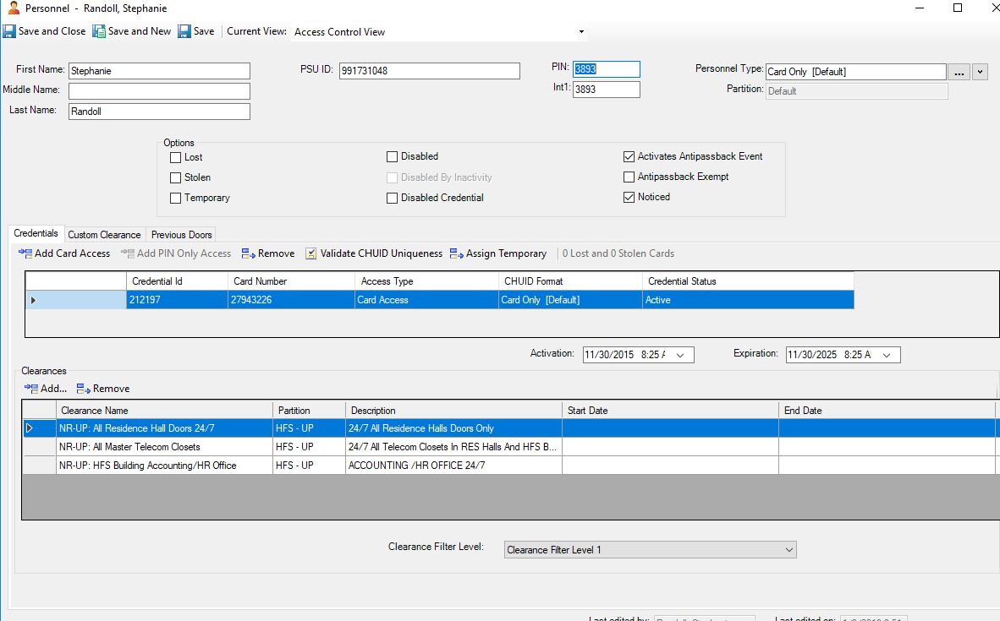 Personnel - Randoll, Stephanie
Save and Close Save and New Save Current View: Access Control View
First Name: Stephanie PSU ID: 991731048 PIN: 3893 Personnel Type: Card Only [Default] ...
Middle Name: Int1: 3893 Partition: Default
Last Name: Randoll
Options
Lost Disabled Activates Antipassback Event
Stolen Disabled By Inactivity Antipassback Exempt
Temporary Disabled Credential Noticed
Credentials Custom Clearance Previous Doors
Add Card Access Add PIN Only Access Remove Validate CHUID Uniqueness Assign Temporary 0 Lost and 0 Stolen Cards
Credential Id Card Number Access Type CHUID Format Credential Status
212197 27943226 Card Access Card Only [Default] Active
Activation: 11/30/2015 8:25 Expiration: 11/30/2025 8:25
Clearances
Add... Remove
Clearance Name Partition Description Start Date End Date
NR-UP: All Residence Hall Doors 24/7 HFS - UP 24/7 All Residence Halls Doors Only
NR-UP: All Master Telecom Closets HFS - UP 24/7 All Telecom Closets In RES Halls And HFS B...
NR-UP: HFS Building Accounting/HR Office HFS - UP ACCOUNTING /HR OFFICE 24/7
Clearance Filter Level: Clearance Filter Level 1
Last edited by: Last edited on: